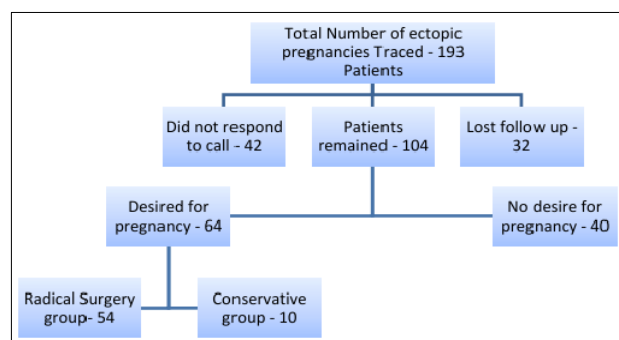 Total Number of ectopic
pregnancies Traced - 193
Patients
Did not respond
to call - 42
Patients
remained - 104
Lost follow up -
32
Desired for
pregnancy - 64
No desire for
pregnancy - 40
Radical Surgery
group- 54
Conservative
group - 10